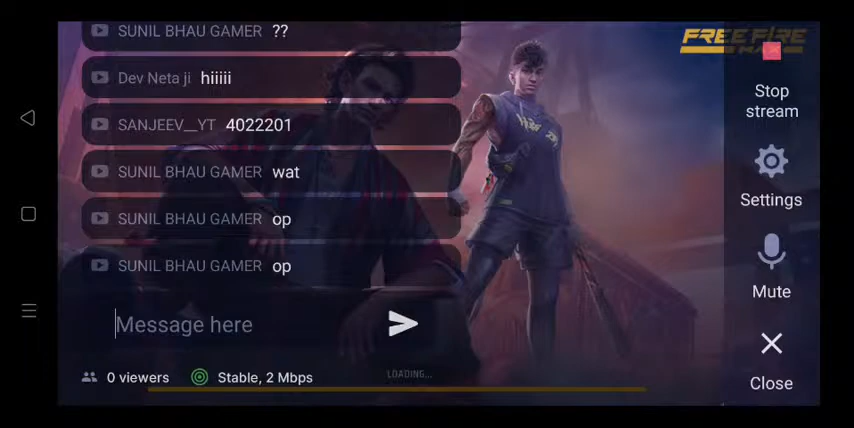 SUNIL BHAU GAMER ??
FREE FIRE
MAX
Dev Neta ji hiiiii
SANJEEV__YT 4022201
SUNIL BHAU GAMER wat
SUNIL BHAU GAMER op
SUNIL BHAU GAMER op
Message here
0 viewers Stable, 2 Mbps
LOADING...
Stop
stream
Settings
Mute
Close